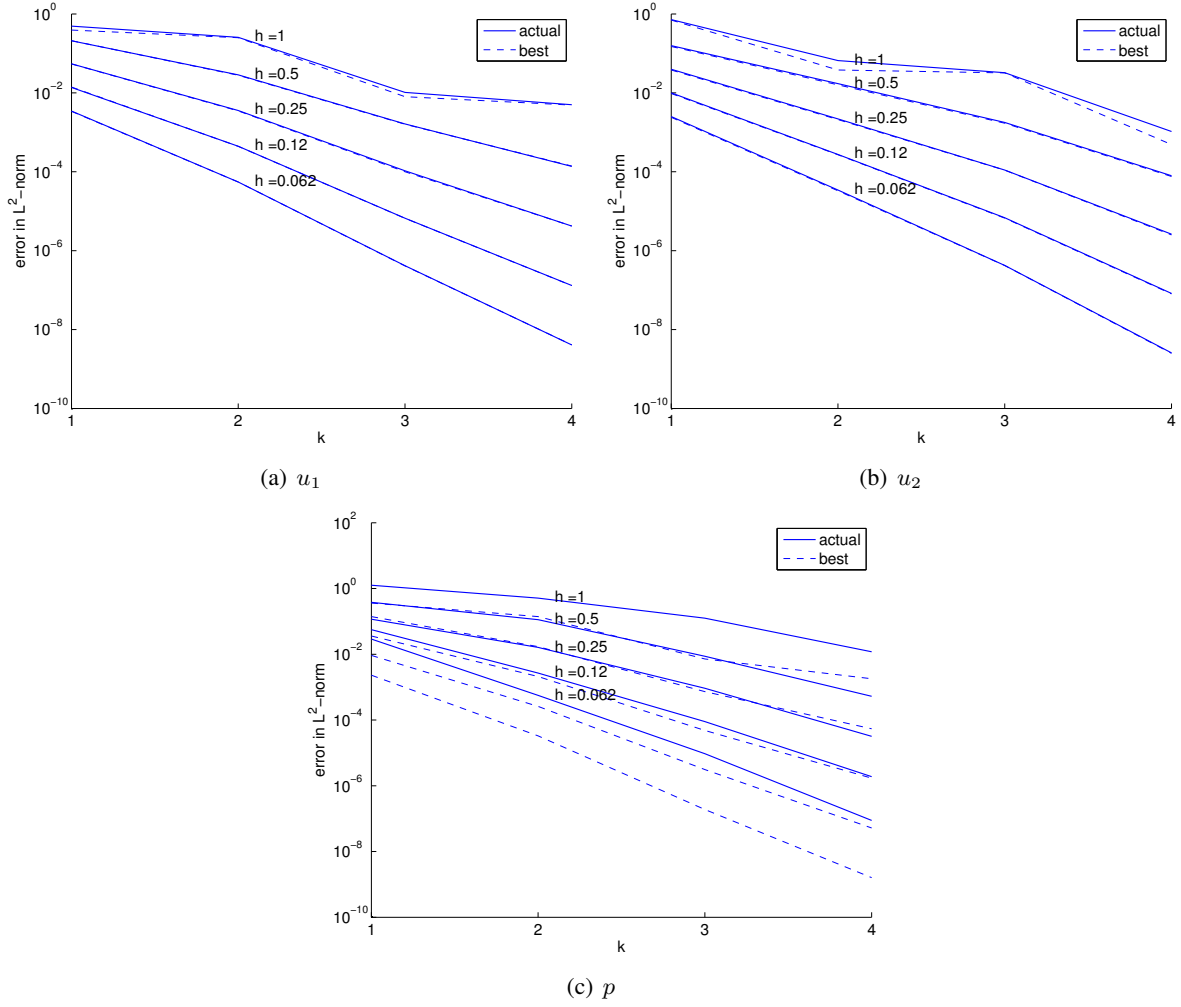 10^0
10^-2
10^-4
10^-6
10^-8
10^-10
error in L^2-norm
1 2 3 4
k
h =1
h =0.5
h =0.25
h =0.12
h =0.062
actual
best
(a) u_1
10^0
10^-2
10^-4
10^-6
10^-8
10^-10
error in L^2-norm
1 2 3 4
k
h =1
h =0.5
h =0.25
h =0.12
h =0.062
actual
best
(b) u_2
10^2
10^0
10^-2
10^-4
10^-6
10^-8
10^-10
error in L^2-norm
1 2 3 4
k
h =1
h =0.5
h =0.25
h =0.12
h =0.062
actual
best
(c) p